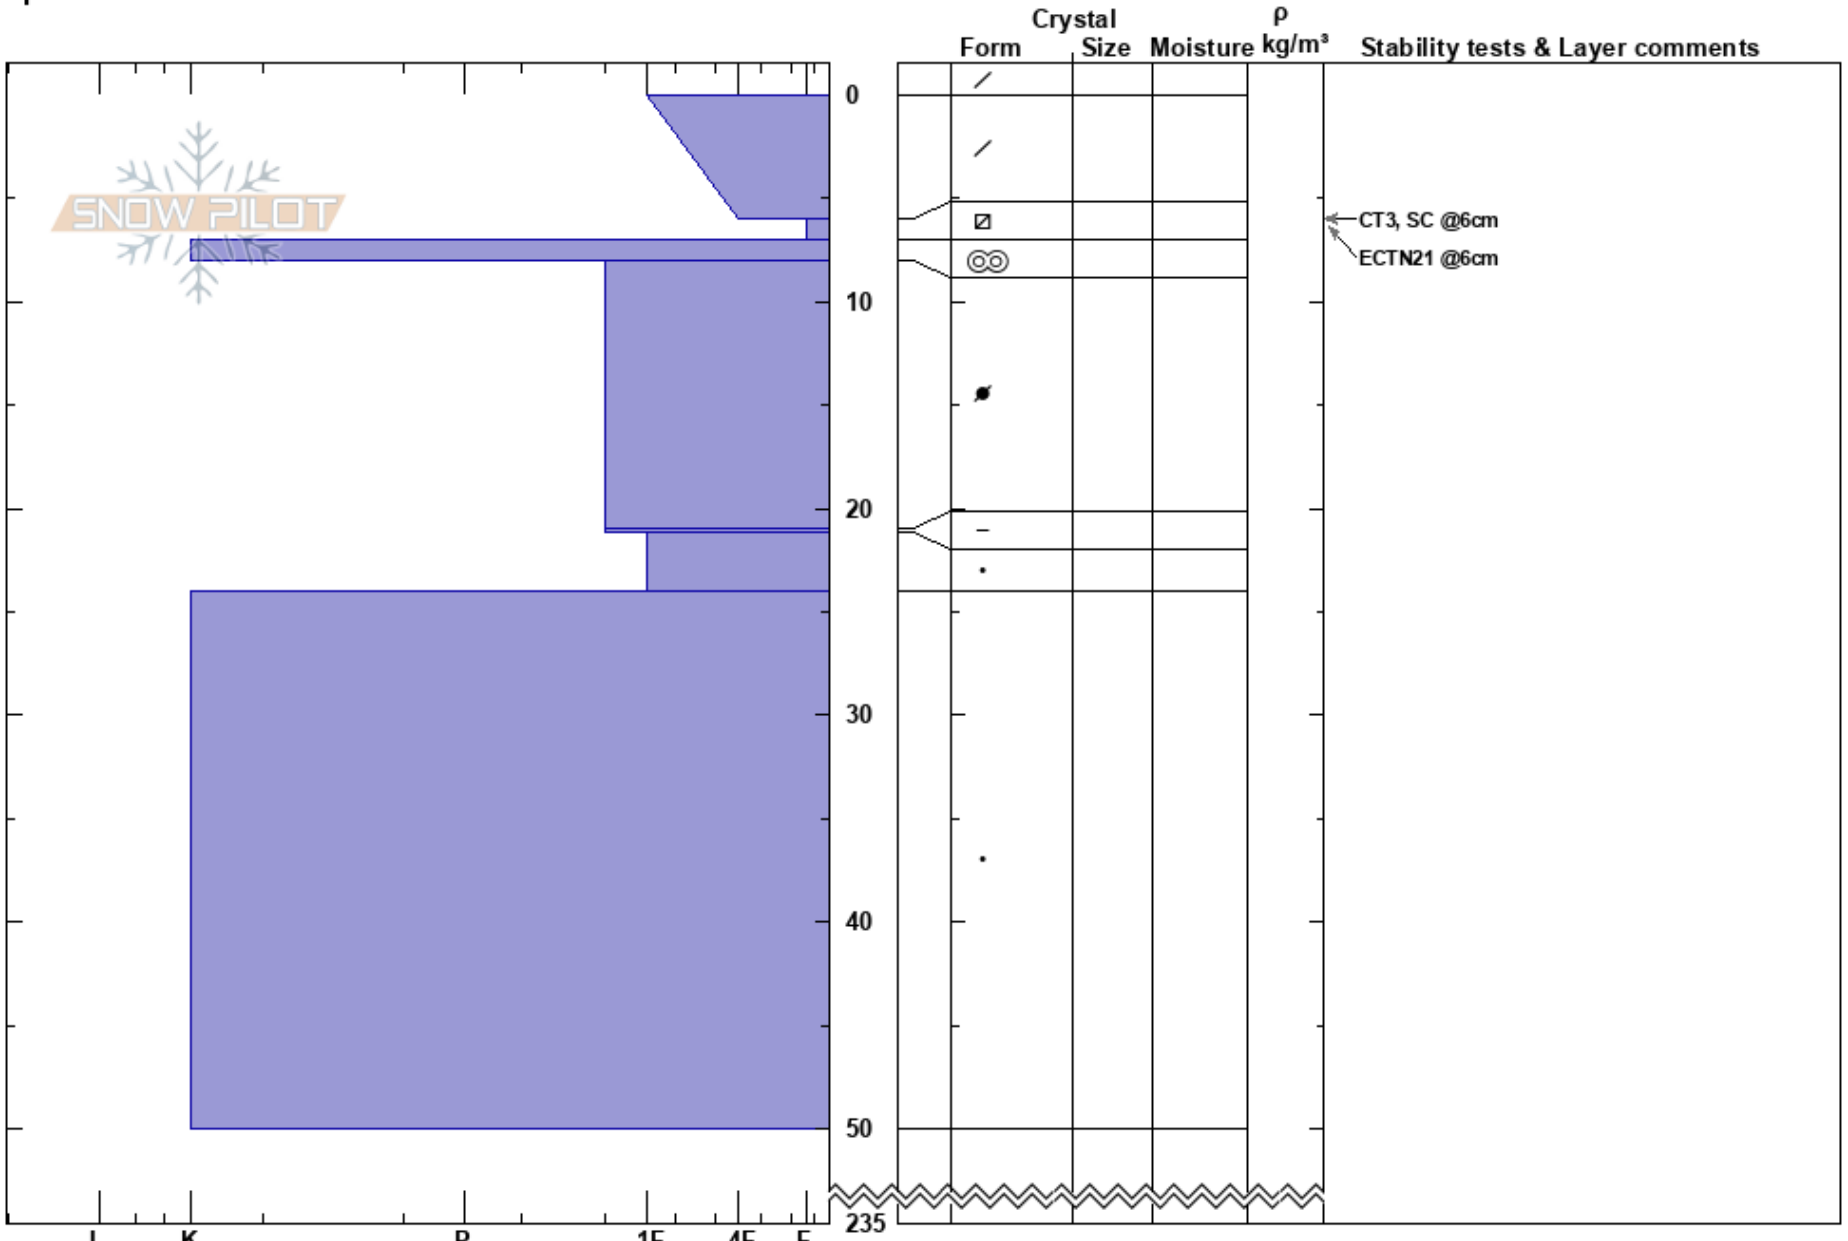 Crystal
ρ
Form Size Moisture kg/m³ Stability tests & Layer comments
0
SNOW PILOT
CT3, SC @6cm
ECTN21 @6cm
10
20
30
40
50
235
I K P 1F 4F F